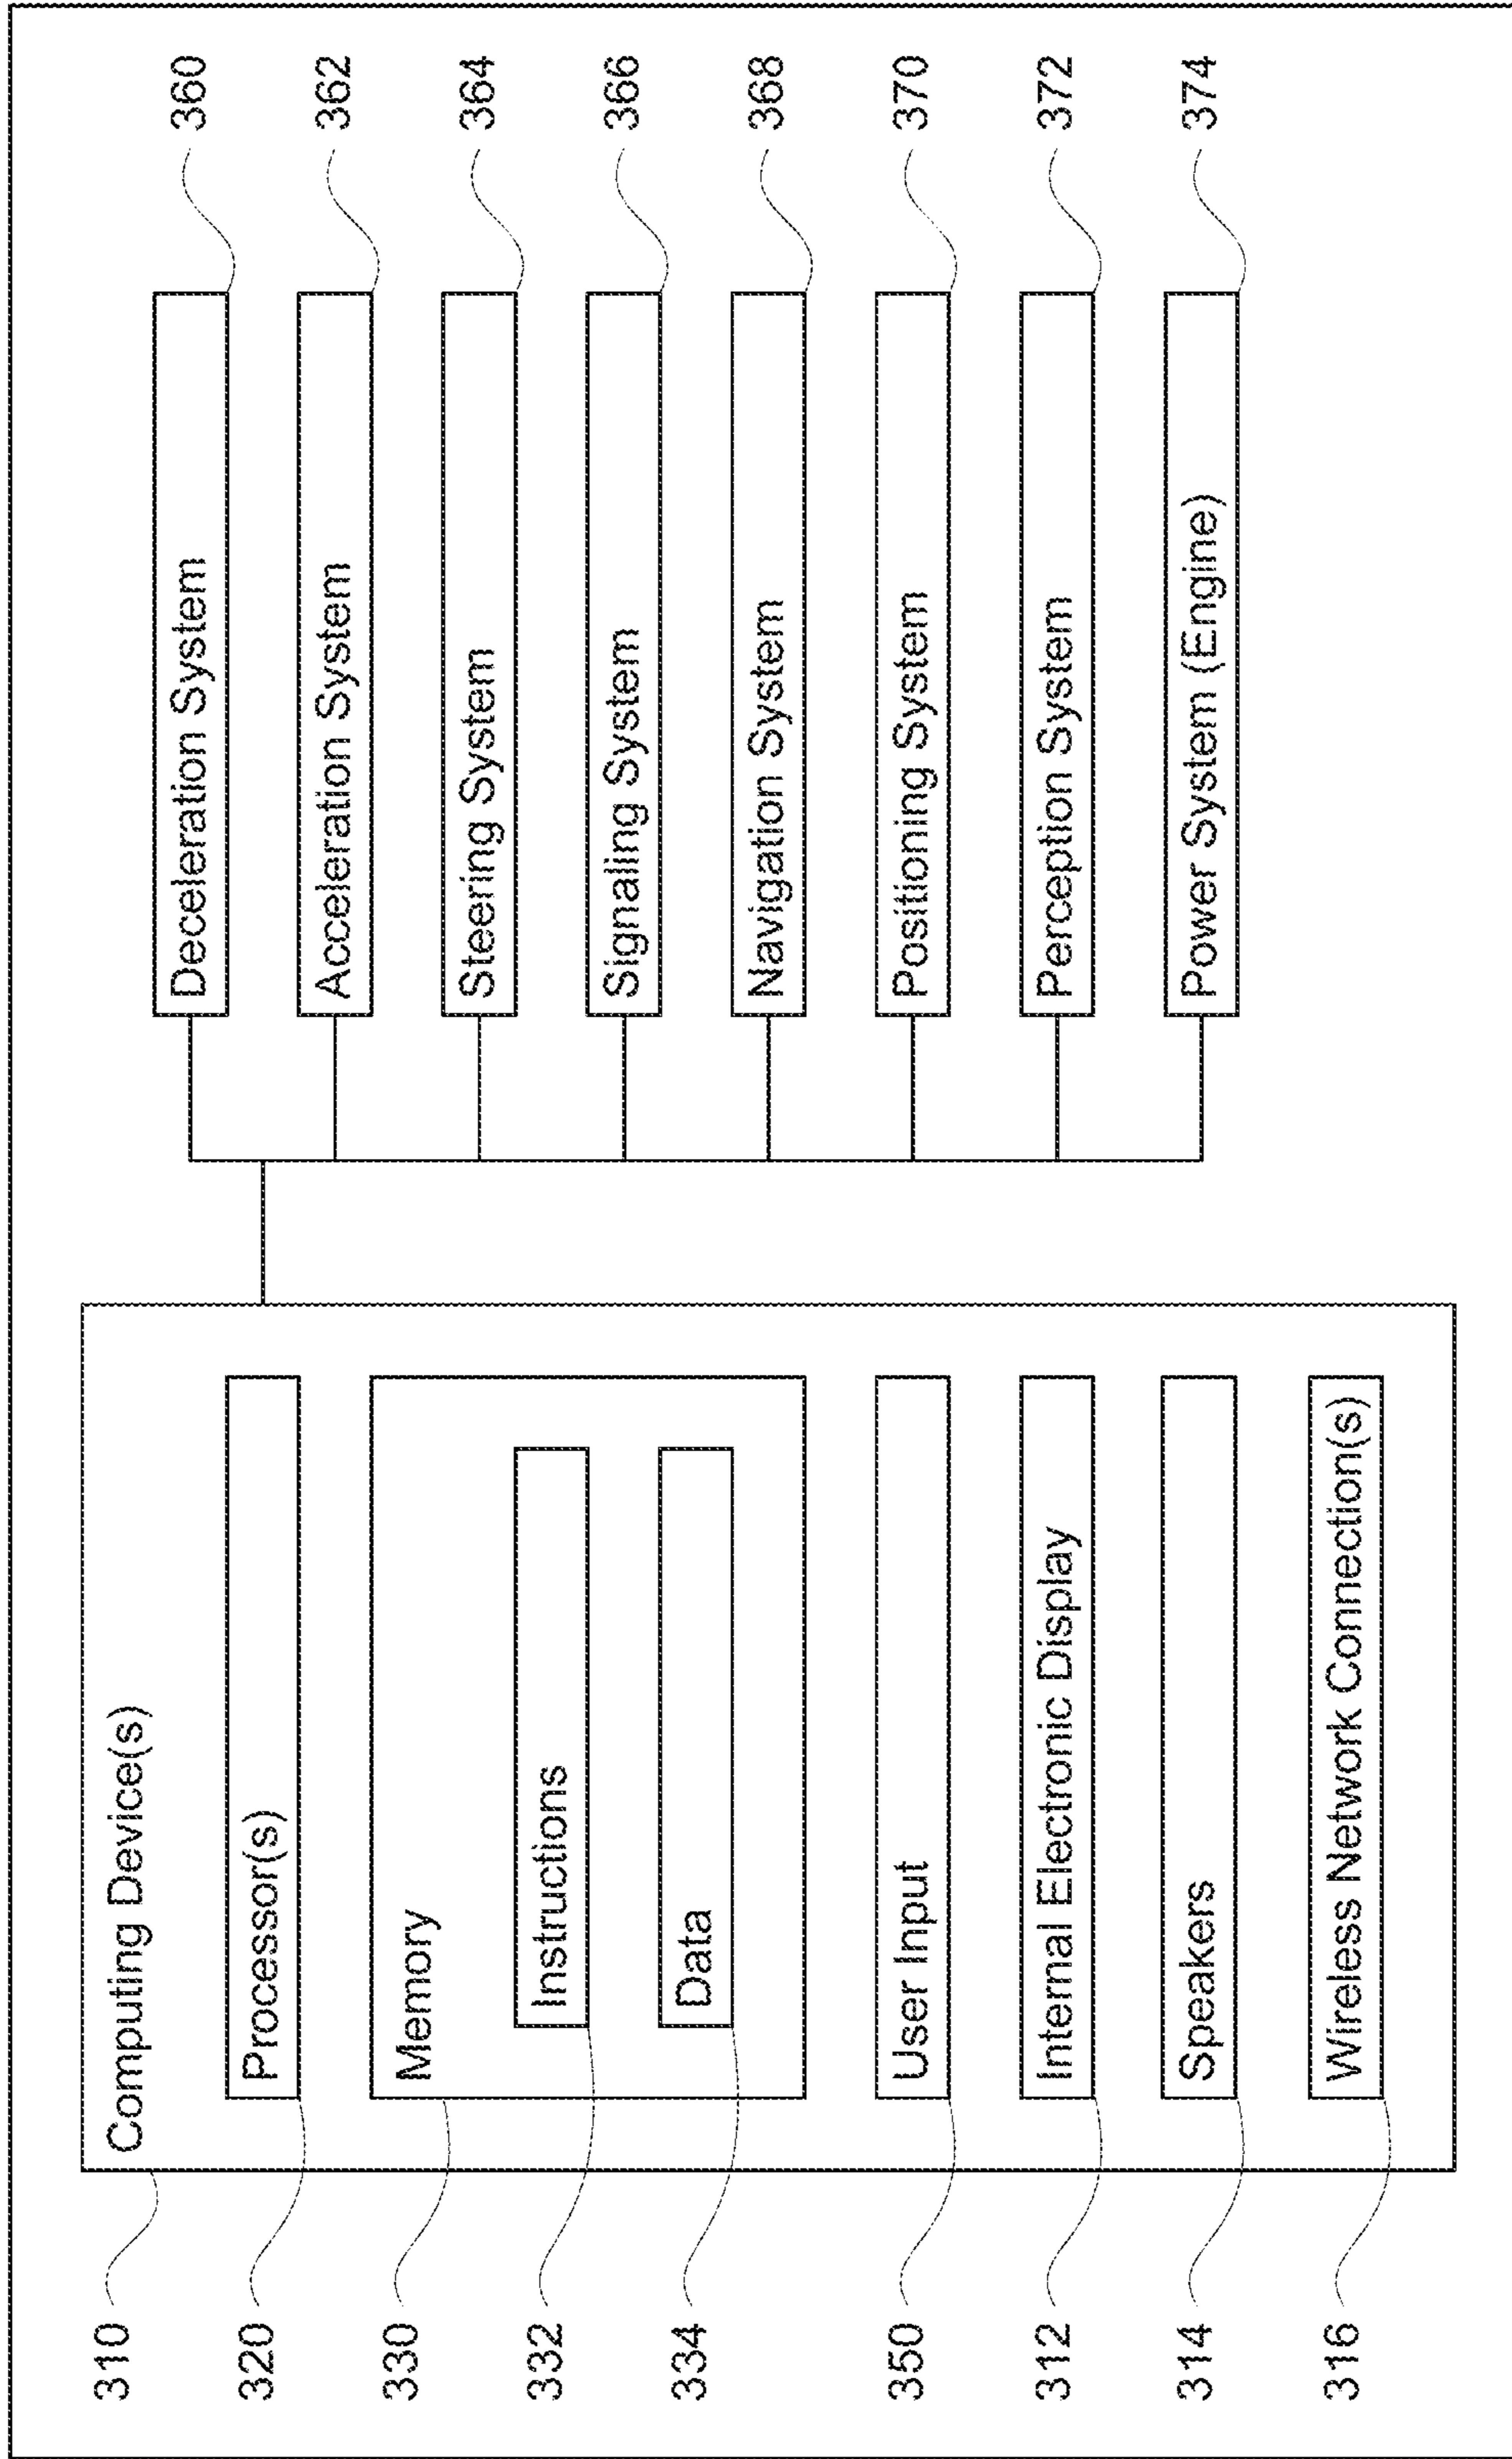 310
Computing Device(s)
320
Processor(s)
330
Memory
332
Instructions
334
Data
350
User Input
312
Internal Electronic Display
314
Speakers
316
Wireless Network Connection(s)
Deceleration System
360
Acceleration System
362
Steering System
364
Signaling System
366
Navigation System
368
Positioning System
370
Perception System
372
Power System (Engine)
374